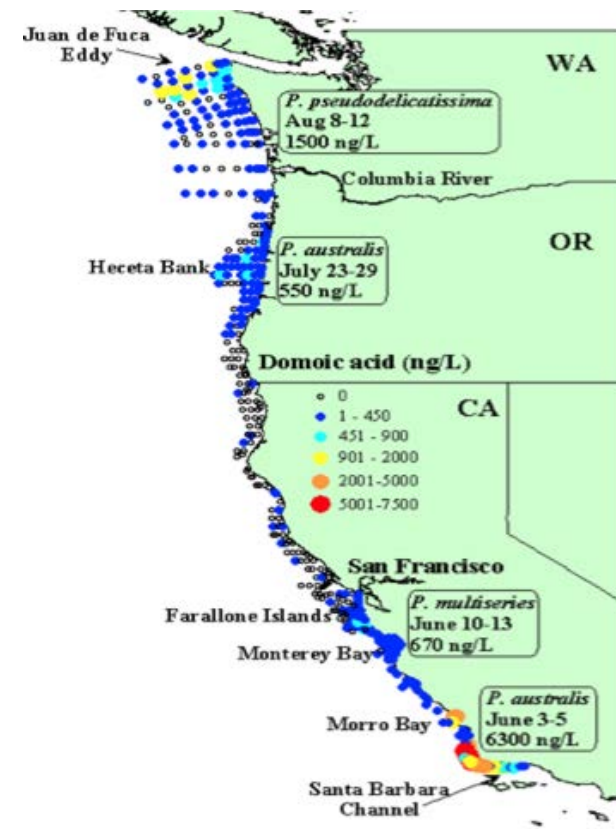 Juan de Fuca
Eddy
WA
P. pseudodelicatissima
Aug 8-12
1500 ng/L
Columbia River
OR
P. australis
July 23-29
550 ng/L
Heceta Bank
Domoic acid (ng/L)
0
1 - 450
451 - 900
901 - 2000
2001-5000
5001-7500
CA
San Francisco
P. multiseries
June 10-13
670 ng/L
Farallone Islands
Monterey Bay
P. australis
June 3-5
6300 ng/L
Morro Bay
Santa Barbara
Channel